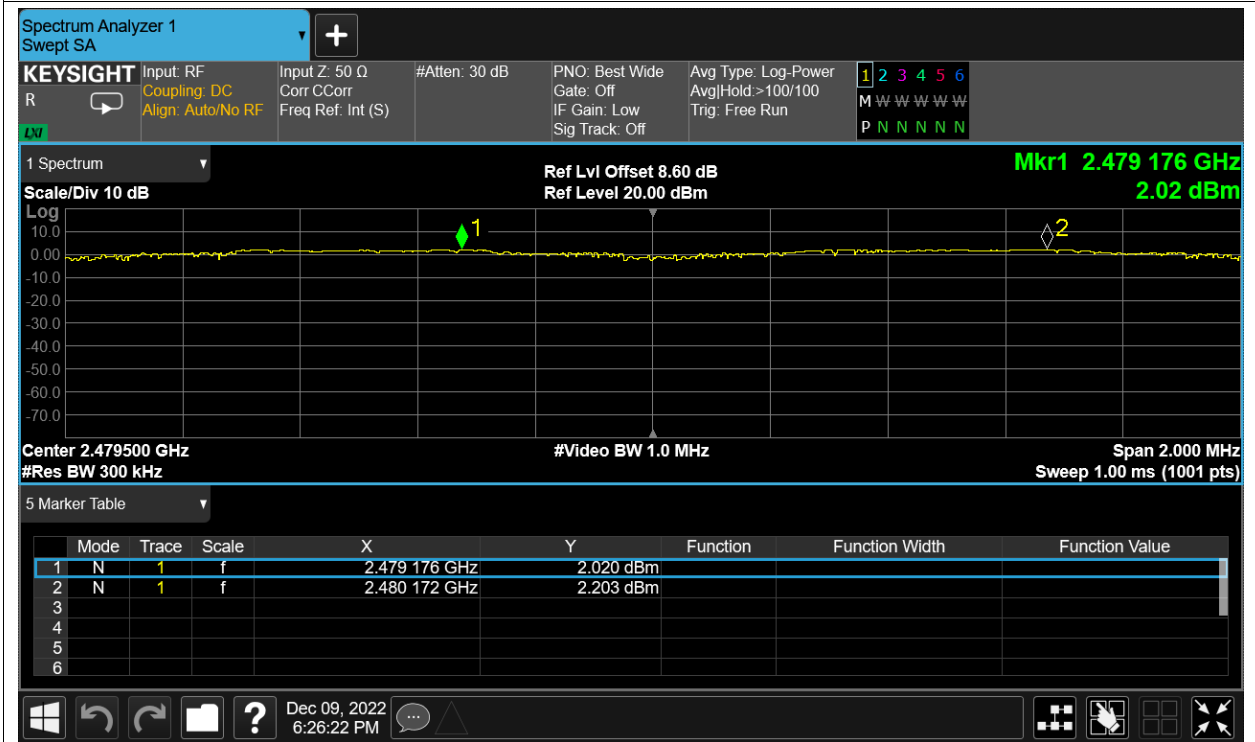 Spectrum Analyzer 1
Swept SA
KEYSIGHT
R
LXI
Input: RF
Coupling: DC
Align: Auto/No RF
Input Z: 50 Ω
Corr CCorr
Freq Ref: Int (S)
#Atten: 30 dB
PNO: Best Wide
Gate: Off
IF Gain: Low
Sig Track: Off
Avg Type: Log-Power
Avg|Hold:>100/100
Trig: Free Run
1 2 3 4 5 6
M W W W W W
P N N N N N N
1 Spectrum
Scale/Div 10 dB
Ref Lvl Offset 8.60 dB
Ref Level 20.00 dBm
Mkr1 2.479 176 GHz
2.02 dBm
Log
10.0
0.00
-10.0
-20.0
-30.0
-40.0
-50.0
-60.0
-70.0
1
2
Center 2.479500 GHz
#Res BW 300 kHz
#Video BW 1.0 MHz
Span 2.000 MHz
Sweep 1.00 ms (1001 pts)
5 Marker Table
Mode Trace Scale X Y Function Function Width Function Value
1 N 1 f 2.479 176 GHz 2.020 dBm
2 N 1 f 2.480 172 GHz 2.203 dBm
3
4
5
6
?
Dec 09, 2022
6:26:22 PM